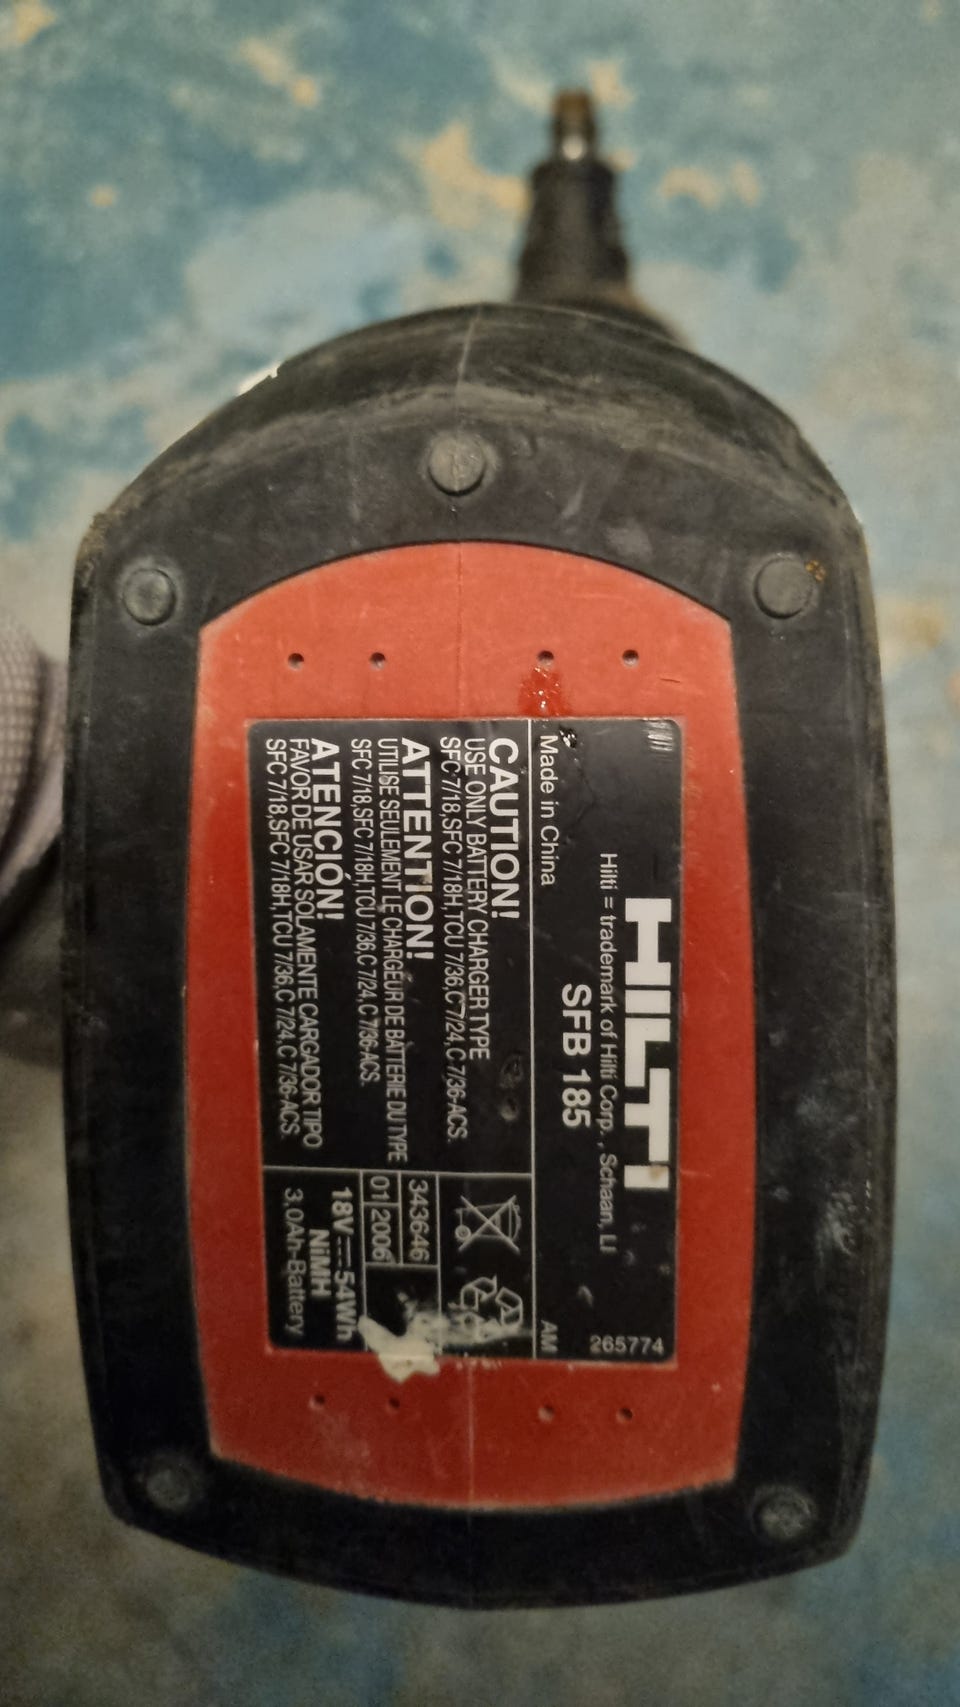 HILTI
Hilti = trademark of Hilti Corp., Schaan, LI
265774
SFB 185
Made in China
AM
CAUTION!
USE ONLY BATTERY CHARGER TYPE
SFC 7/18,SFC 7/18H,TCU 7/36,C 7/24,C 7/36-ACS.
ATTENTION!
UTILISE SEULEMENT LE CHARGEUR DE BATTERIE DU TYPE
SFC 7/18,SFC 7/18H,TCU 7/36,C 7/24,C 7/36-ACS.
ATENCIÓN!
FAVOR DE USAR SOLAMENTE CARGADOR TIPO
SFC 7/18,SFC 7/18H,TCU 7/36,C 7/24,C 7/36-ACS.
343646
01 2006
18V⎓54Wh
NiMH
3,0Ah-Battery